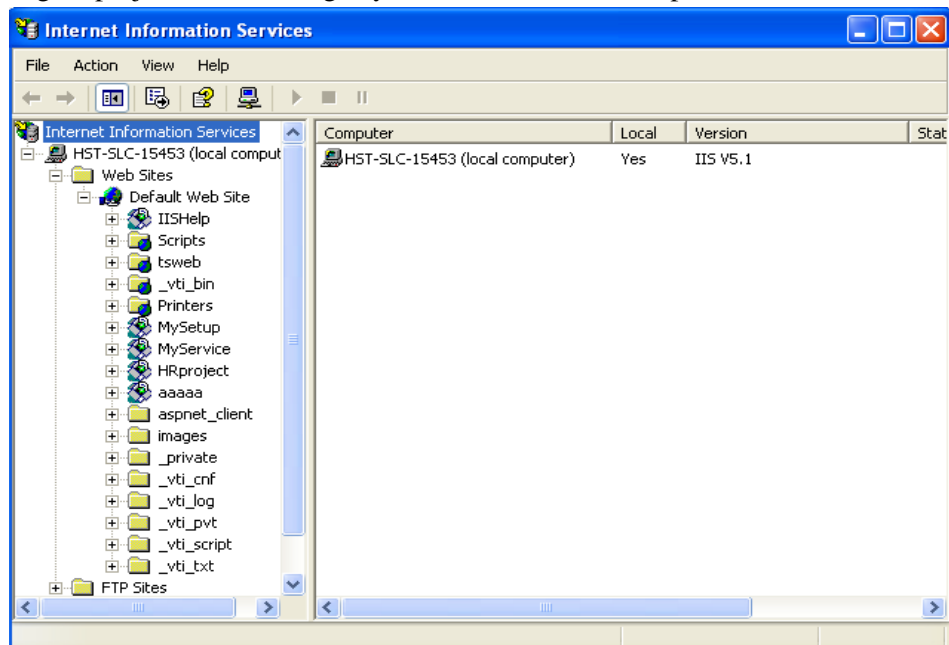 Internet Information Services
File Action View Help
Internet Information Services
HST-SLC-15453 (local comput
Web Sites
Default Web Site
IISHelp
Scripts
tsweb
_vti_bin
Printers
MySetup
MyService
HRproject
aaaaa
aspnet_client
images
_private
_vti_cnf
_vti_log
_vti_pvt
_vti_script
_vti_txt
FTP Sites
Computer Local Version Stat
HST-SLC-15453 (local computer) Yes IIS V5.1